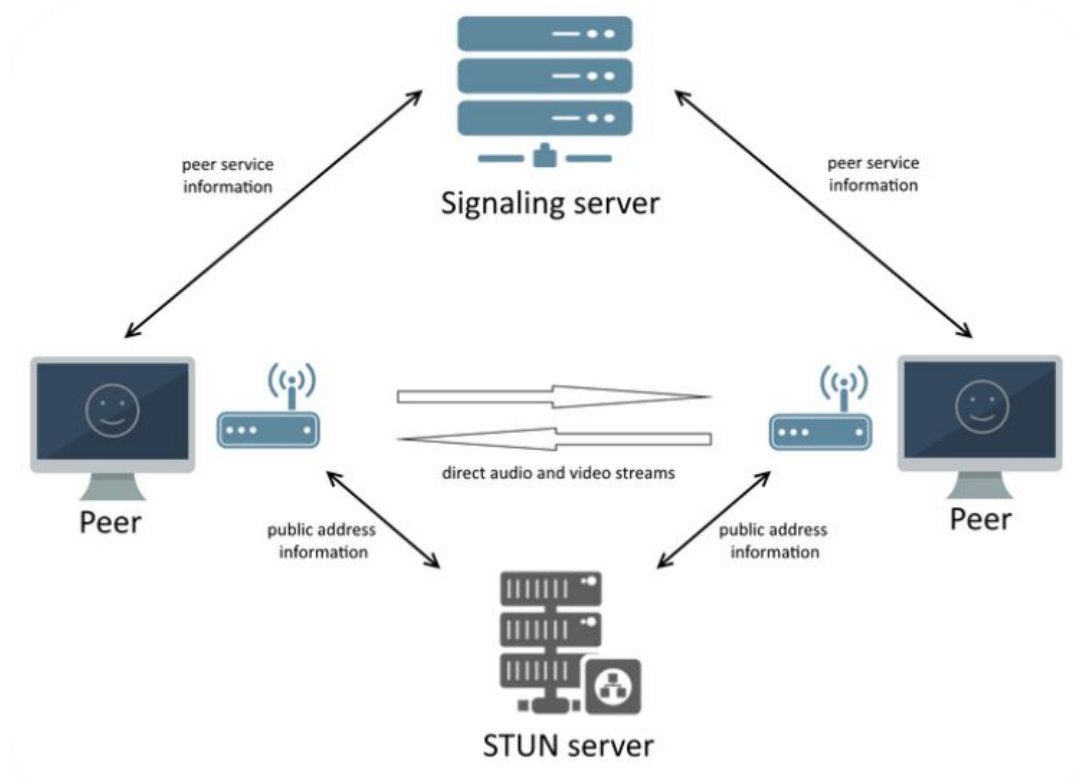 Signaling server
peer service
information
peer service
information
Peer
Peer
direct audio and video streams
public address
information
public address
information
STUN server